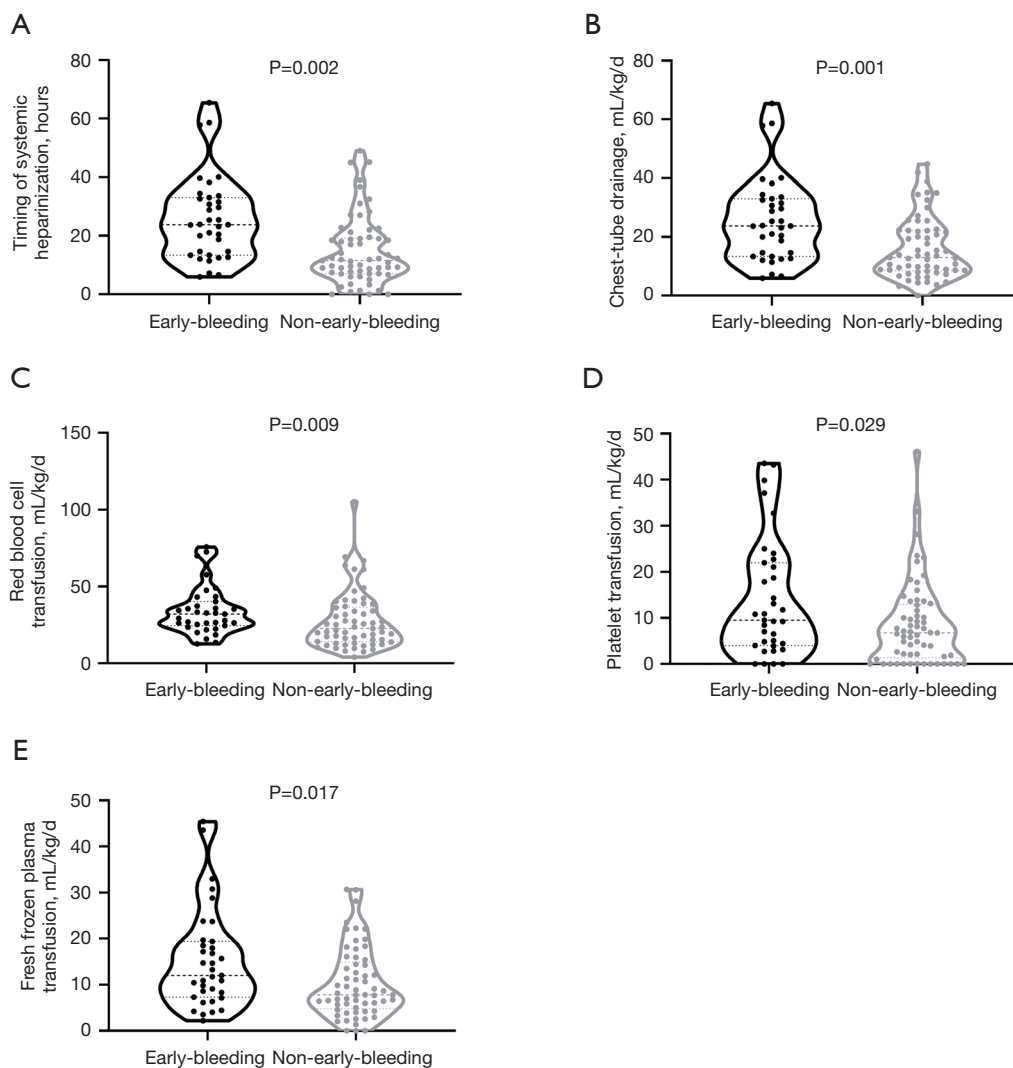 A
Timing of systemic
heparinization, hours
P=0.002
80
60
40
20
0
Early-bleeding Non-early-bleeding
B
Chest-tube drainage, mL/kg/d
P=0.001
80
60
40
20
0
Early-bleeding Non-early-bleeding
C
Red blood cell
transfusion, mL/kg/d
P=0.009
150
100
50
0
Early-bleeding Non-early-bleeding
D
Platelet transfusion, mL/kg/d
P=0.029
50
40
30
20
10
0
Early-bleeding Non-early-bleeding
E
Fresh frozen plasma
transfusion, mL/kg/d
P=0.017
50
40
30
20
10
0
Early-bleeding Non-early-bleeding